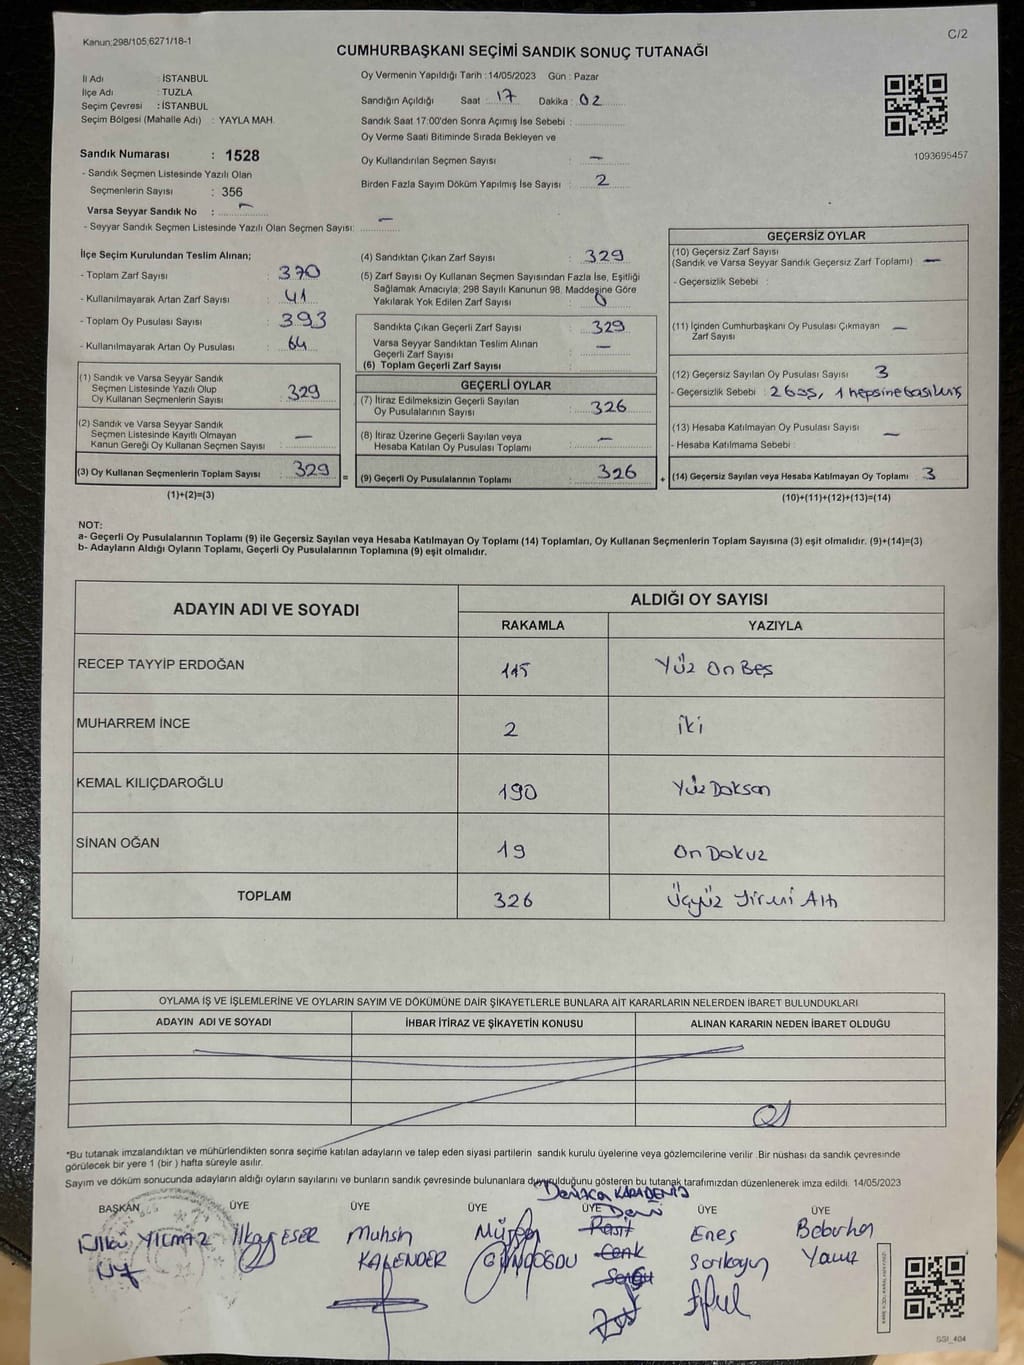 Kanun:298/105,6271/18-1
C/2
CUMHURBAŞKANI SEÇİMİ SANDIK SONUÇ TUTANAĞI
İl Adı : İSTANBUL
İlçe Adı : TUZLA
Seçim Çevresi : İSTANBUL
Seçim Bölgesi (Mahalle Adı) : YAYLA MAH.
Oy Vermenin Yapıldığı Tarih : 14/05/2023 Gün : Pazar
Sandığın Açıldığı Saat : 17 Dakika : 02
Sandık Saat 17:00'den Sonra Açılmış İse Sebebi :
Oy Verme Saati Bitiminde Sırada Bekleyen ve
Oy Kullandırılan Seçmen Sayısı : –
Birden Fazla Sayım Döküm Yapılmış İse Sayısı : 2
1093695457
Sandık Numarası : 1528
- Sandık Seçmen Listesinde Yazılı Olan
Seçmenlerin Sayısı : 356
Varsa Seyyar Sandık No : –
- Seyyar Sandık Seçmen Listesinde Yazılı Olan Seçmen Sayısı: –
İlçe Seçim Kurulundan Teslim Alınan;
- Toplam Zarf Sayısı : 370
- Kullanılmayarak Artan Zarf Sayısı : 41
- Toplam Oy Pusulası Sayısı : 393
- Kullanılmayarak Artan Oy Pusulası : 64
(1) Sandık ve Varsa Seyyar Sandık
Seçmen Listesinde Yazılı Olup
Oy Kullanan Seçmenlerin Sayısı : 329
(2) Sandık ve Varsa Seyyar Sandık
Seçmen Listesinde Kayıtlı Olmayan
Kanun Gereği Oy Kullanan Seçmen Sayısı : –
(3) Oy Kullanan Seçmenlerin Toplam Sayısı : 329
(1)+(2)=(3)
=
(4) Sandıktan Çıkan Zarf Sayısı : 329
(5) Zarf Sayısı Oy Kullanan Seçmen Sayısından Fazla İse, Eşitliği
Sağlamak Amacıyla; 298 Sayılı Kanunun 98. Maddesine Göre
Yakılarak Yok Edilen Zarf Sayısı : 0
Sandıkta Çıkan Geçerli Zarf Sayısı : 329
Varsa Seyyar Sandıktan Teslim Alınan
Geçerli Zarf Sayısı : –
(6) Toplam Geçerli Zarf Sayısı :
GEÇERLİ OYLAR
(7) İtiraz Edilmeksizin Geçerli Sayılan
Oy Pusulalarının Sayısı : 326
(8) İtiraz Üzerine Geçerli Sayılan veya
Hesaba Katılan Oy Pusulası Toplamı : –
(9) Geçerli Oy Pusulalarının Toplamı : 326
+
GEÇERSİZ OYLAR
(10) Geçersiz Zarf Sayısı
(Sandık ve Varsa Seyyar Sandık Geçersiz Zarf Toplamı) : –
- Geçersizlik Sebebi :
(11) İçinden Cumhurbaşkanı Oy Pusulası Çıkmayan
Zarf Sayısı : –
(12) Geçersiz Sayılan Oy Pusulası Sayısı : 3
- Geçersizlik Sebebi : 2 boş, 1 hepsine basılmış
(13) Hesaba Katılmayan Oy Pusulası Sayısı : –
- Hesaba Katılmama Sebebi :
(14) Geçersiz Sayılan veya Hesaba Katılmayan Oy Toplamı : 3
(10)+(11)+(12)+(13)=(14)
NOT:
a- Geçerli Oy Pusulalarının Toplamı (9) ile Geçersiz Sayılan veya Hesaba Katılmayan Oy Toplamı (14) Toplamları, Oy Kullanan Seçmenlerin Toplam Sayısına (3) eşit olmalıdır. (9)+(14)=(3)
b- Adayların Aldığı Oyların Toplamı, Geçerli Oy Pusulalarının Toplamına (9) eşit olmalıdır.
ADAYIN ADI VE SOYADI
ALDIĞI OY SAYISI
RAKAMLA YAZIYLA
RECEP TAYYİP ERDOĞAN 115 Yüz On Beş
MUHARREM İNCE 2 iki
KEMAL KILIÇDAROĞLU 190 Yüz Doksan
SİNAN OĞAN 19 On Dokuz
TOPLAM 326 Üçyüz Yirmi Altı
OYLAMA İŞ VE İŞLEMLERİNE VE OYLARIN SAYIM VE DÖKÜMÜNE DAİR ŞİKAYETLERLE BUNLARA AİT KARARLARIN NELERDEN İBARET BULUNDUKLARI
ADAYIN ADI VE SOYADI İHBAR İTİRAZ VE ŞİKAYETİN KONUSU ALINAN KARARIN NEDEN İBARET OLDUĞU
*Bu tutanak imzalandıktan ve mühürlendikten sonra seçime katılan adayların ve talep eden siyasi partilerin sandık kurulu üyelerine veya gözlemcilerine verilir. Bir nüshası da sandık çevresinde
görülecek bir yere 1 (bir) hafta süreyle asılır.
Sayım ve döküm sonucunda adayların aldığı oyların sayılarını ve bunların sandık çevresinde bulunanlara duyurulduğunu gösteren bu tutanak tarafımızdan düzenlenerek imza edildi. 14/05/2023
KARADENİZ
BAŞKAN ÜYE ÜYE ÜYE ÜYE ÜYE ÜYE
YILMAZ İlkay ESER Muhsin Raşit Enes
KALENDER Cenk Sarıkaya Yavuz
SSI_404